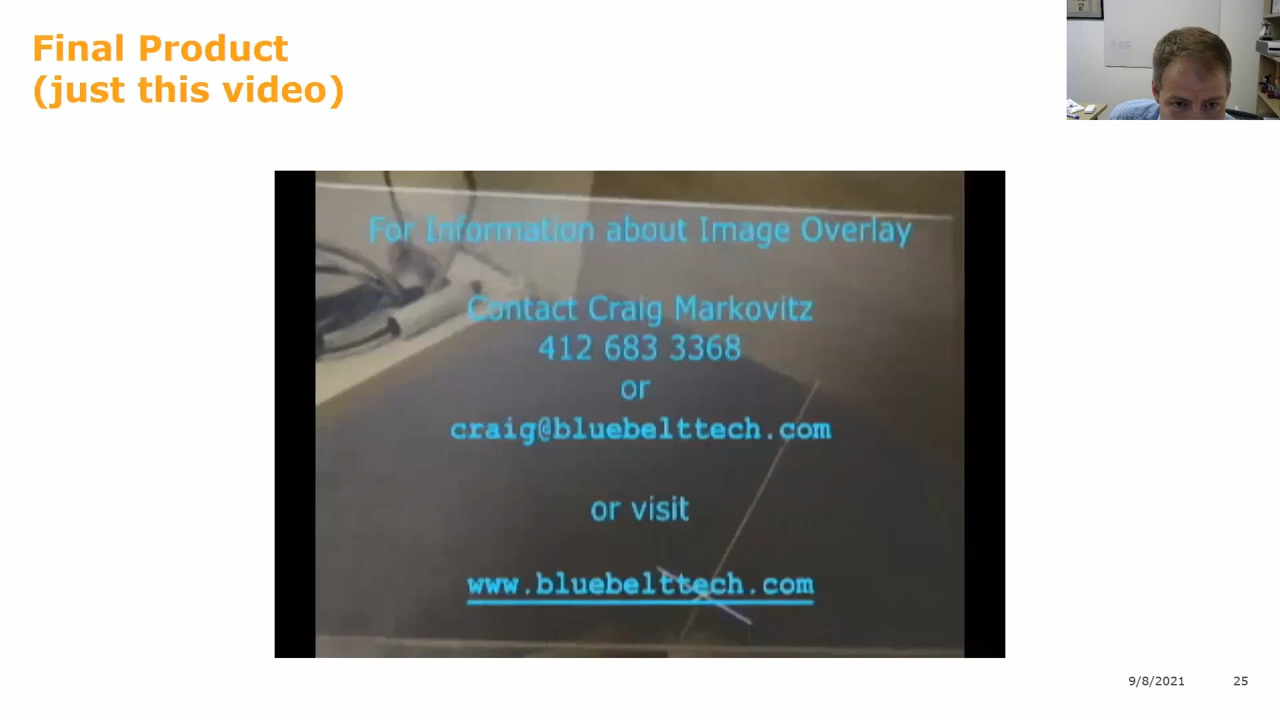 Final Product
(just this video)
For Information about Image Overlay
Contact Craig Markovitz
412 683 3368
or
craig@bluebelttech.com
or visit
www.bluebelttech.com
9/8/2021
25